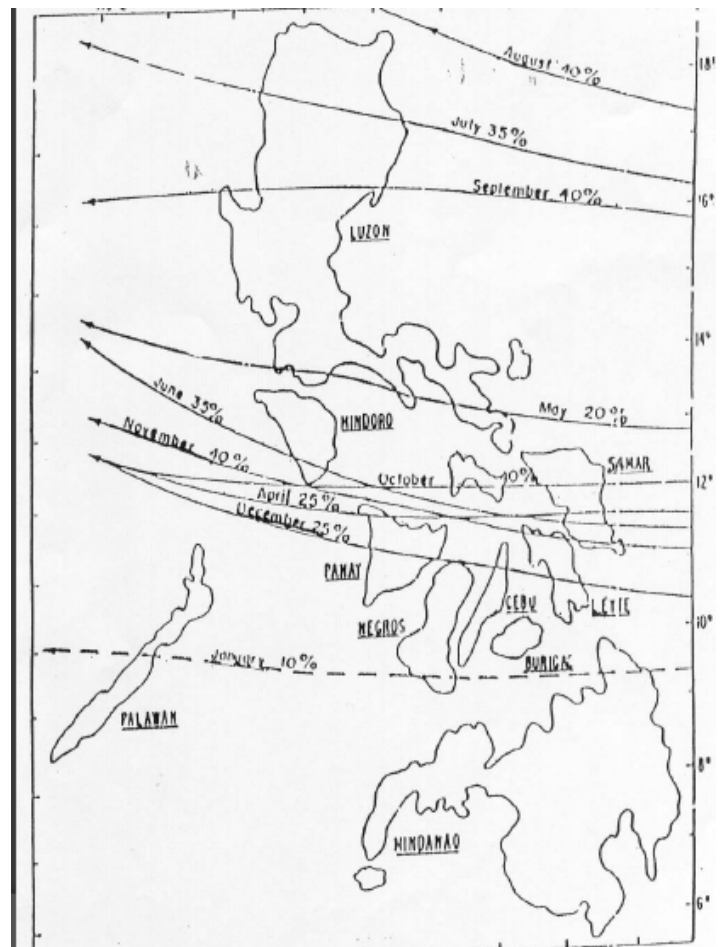 August 40%
18°
July 35%
September 40%
16°
LUZON
14°
June 35%
May 20%
MINDORO
November 40%
SAMAR
October 40%
12°
April 25%
December 25%
PANAY
CEBU
LEYTE
10°
NEGROS
January 10%
PALAWAN
8°
MINDANAO
6°